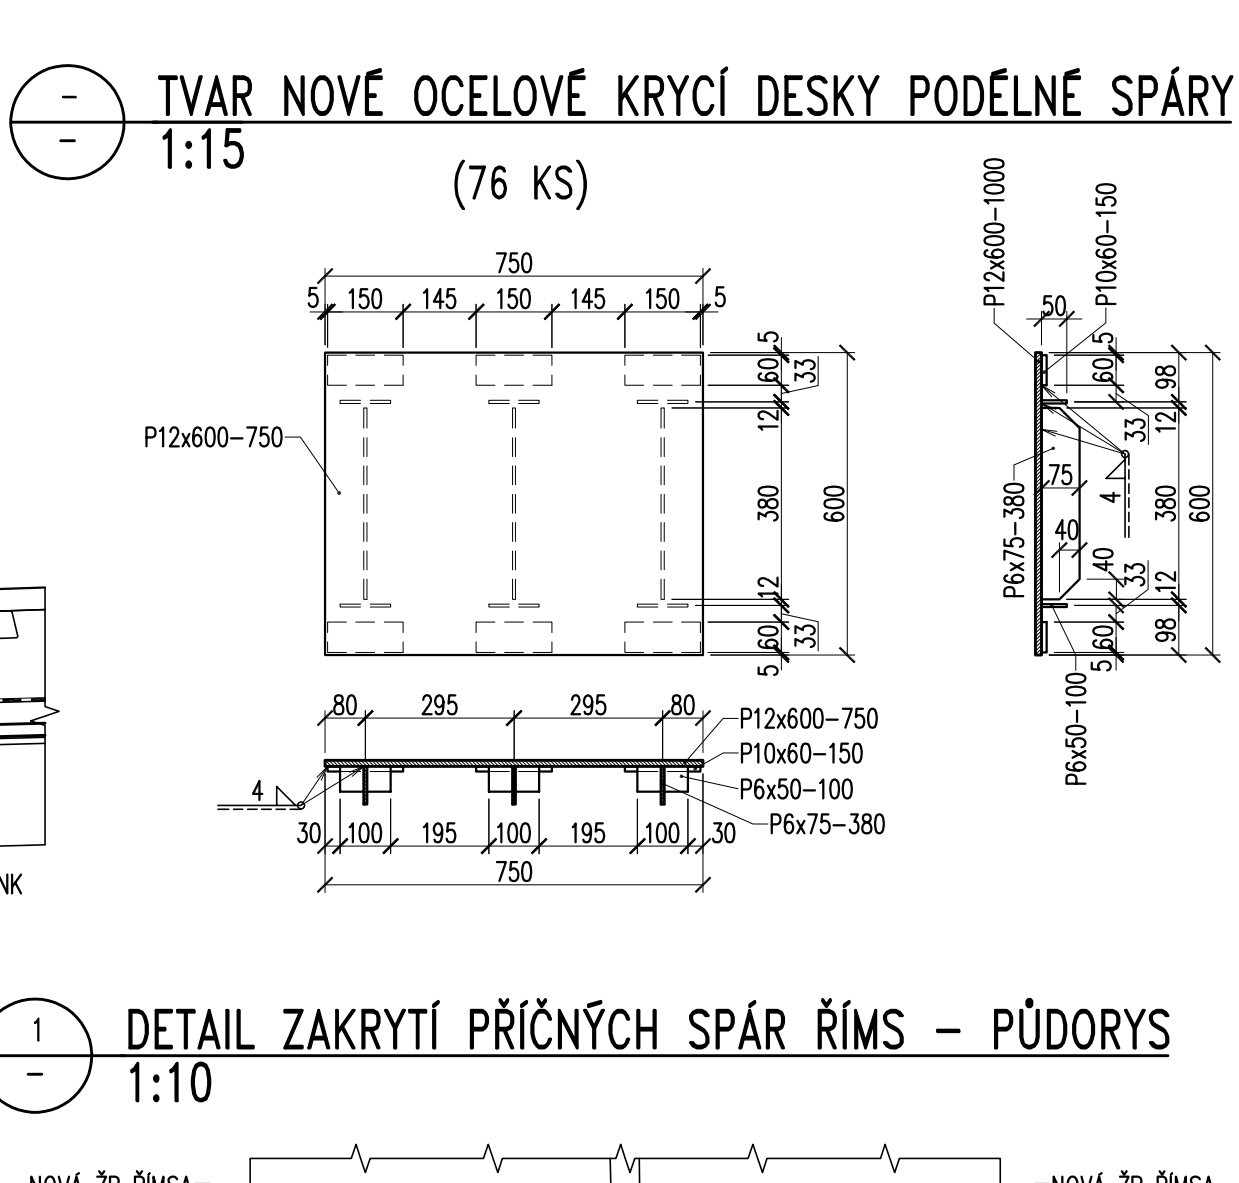 –
–
TVAR NOVÉ OCELOVÉ KRYCÍ DESKY PODÉLNÉ SPÁRY
1:15
(76 KS)
750
5 150 145 150 145 150 5
P12x600–750
5
60
33
12
380
600
12
60
33
5
80 295 295 80
P12x600–750
P10x60–150
P6x50–100
P6x75–380
4
30 100 195 100 195 100 30
750
P12x600–1000
P10x60–150
50
5
60
98
33
12
75
P6x75–380
4
380
600
40
40
33
12
60
98
5
P6x50–100
NK
1
–
DETAIL ZAKRYTÍ PŘÍČNÝCH SPÁR ŘÍMS – PŮDORYS
1:10
NOVÁ ŽB ŘÍMSA
NOVÁ ŽB ŘÍMSA